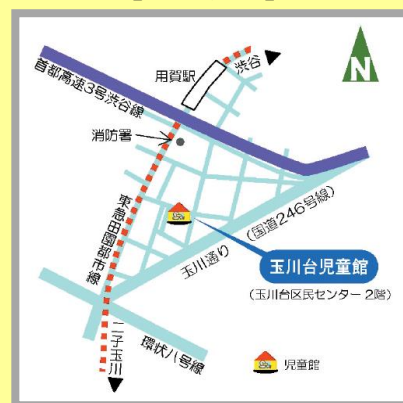 用賀駅
渋谷
N
首都高速3号渋谷線
消防署
東急田園都市線
玉川通り
(国道246号線)
玉川台児童館
(玉川台区民センター 2階)
環状八号線
二子玉川
児童館